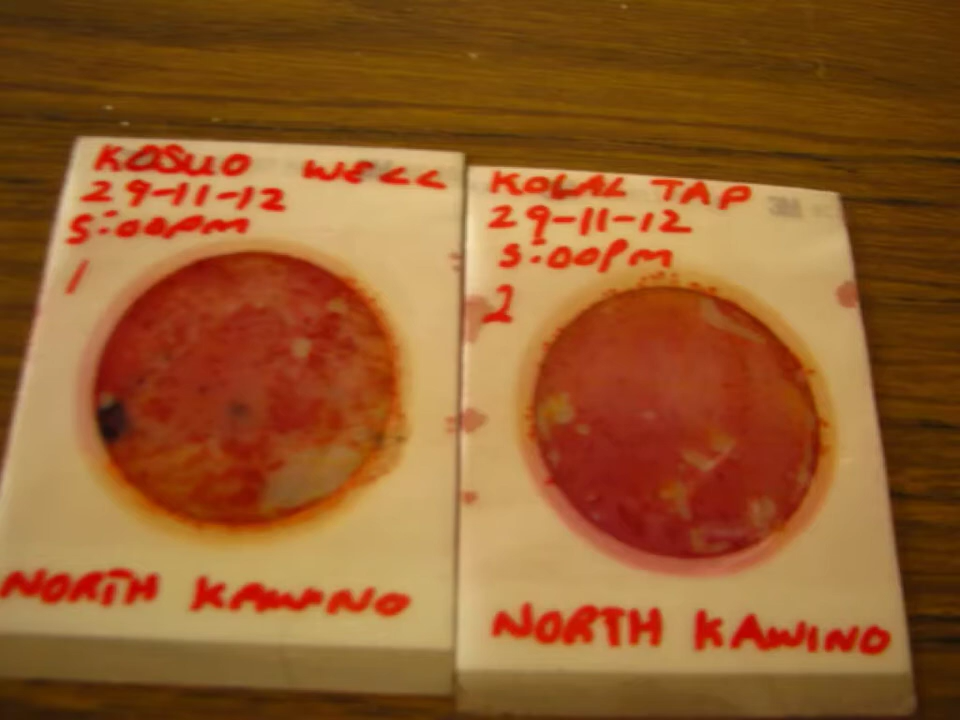 KOSUO WELL
29-11-12
5:00pm
1
NORTH KAWINO
KOLAL TAP
29-11-12
5:00pm
2
NORTH KAWINO
3M